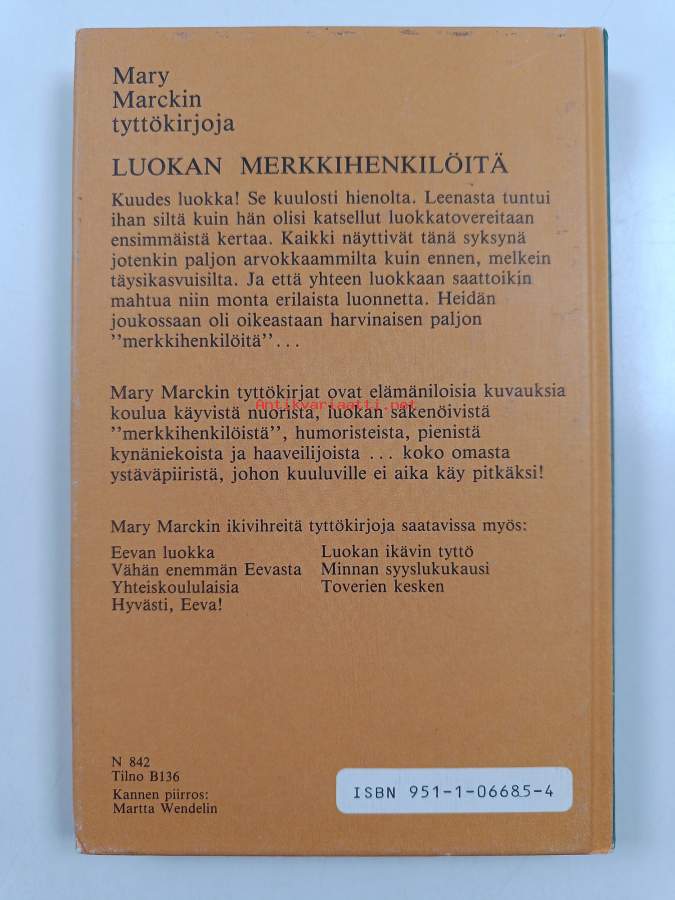 Mary
Marckin
tyttökirjoja
LUOKAN MERKKIHENKILÖITÄ
Kuudes luokka! Se kuulosti hienolta. Leenasta tuntui
ihan siltä kuin hän olisi katsellut luokkatovereitaan
ensimmäistä kertaa. Kaikki näyttivät tänä syksynä
jotenkin paljon arvokkaammilta kuin ennen, melkein
täysikasvuisilta. Ja että yhteen luokkaan saattoikin
mahtua niin monta erilaista luonnetta. Heidän
joukossaan oli oikeastaan harvinaisen paljon
”merkkihenkilöitä”...
Mary Marckin tyttökirjat ovat elämäniloisia kuvauksia
koulua käyvistä nuorista, luokan säkenöivistä
Antikvariaatti.net
”merkkihenkilöistä”, humoristeista, pienistä
kynäniekoista ja haaveilijoista ... koko omasta
ystäväpiiristä, johon kuuluville ei aika käy pitkäksi!
Mary Marckin ikivihreitä tyttökirjoja saatavissa myös:
Eevan luokka Luokan ikävin tyttö
Vähän enemmän Eevasta Minnan syyslukukausi
Yhteiskoululaisia Toverien kesken
Hyvästi, Eeva!
N 842
Tilno B136
Kannen piirros:
Martta Wendelin
ISBN 951-1-06685-4